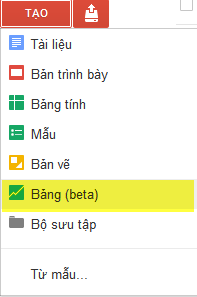 TẠO
Tài liệu
Bản trình bày
Bảng tính
Mẫu
Bản vẽ
Bảng (beta)
Bộ sưu tập
Từ mẫu...